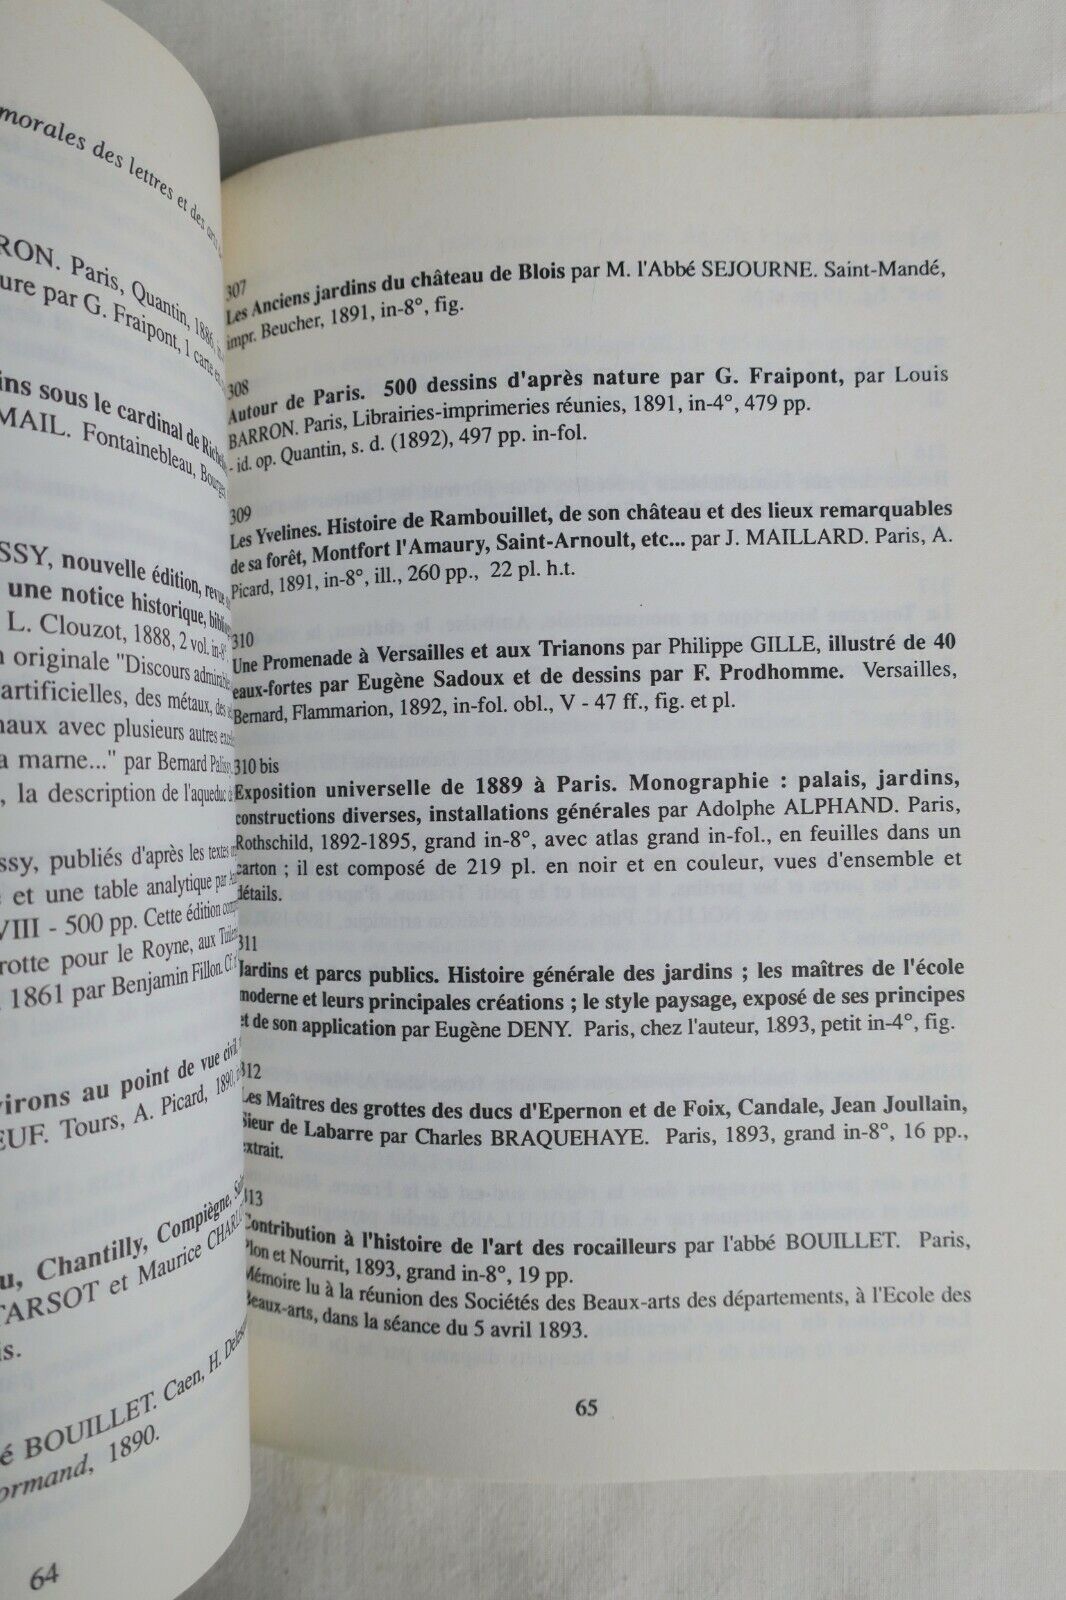 morales des lettres et des arts
RON. Paris, Quantin, 1886,
ure par G. Fraipont, 1 carte et
ins sous le cardinal de
MAIL. Fontainebleau,
SSY, nouvelle édition, revue
une notice historique,
L. Clouzot, 1888, 2 vol. in-8°
n originale "Discours
artificielles, des métaux, des
naux avec plusieurs autres
a marne..." par Bernard
, la description de l'aqueduc
ssy, publiés d'après les textes
e et une table analytique par
VIII - 500 pp. Cette édition
rotte pour le Royne, aux
, 1861 par Benjamin Fillon. Cf.
virons au point de vue civil,
EUF. Tours, A. Picard, 1890,
u, Chantilly, Compiègne,
TARSOT et Maurice
is.
é BOUILLET. Caen, H.
ormand, 1890.
64
307
Les Anciens jardins du château de Blois par M. l'Abbé SEJOURNE. Saint-Mandé,
impr. Beucher, 1891, in-8°, fig.
308
Autour de Paris. 500 dessins d'après nature par G. Fraipont, par Louis
BARRON. Paris, Librairies-imprimeries réunies, 1891, in-4°, 479 pp.
- id. op. Quantin, s. d. (1892), 497 pp. in-fol.
309
Les Yvelines. Histoire de Rambouillet, de son château et des lieux remarquables
de sa forêt, Montfort l'Amaury, Saint-Arnoult, etc... par J. MAILLARD. Paris, A.
Picard, 1891, in-8°, ill., 260 pp., 22 pl. h.t.
310
Une Promenade à Versailles et aux Trianons par Philippe GILLE, illustré de 40
eaux-fortes par Eugène Sadoux et de dessins par F. Prodhomme. Versailles,
Bernard, Flammarion, 1892, in-fol. obl., V - 47 ff., fig. et pl.
310 bis
Exposition universelle de 1889 à Paris. Monographie : palais, jardins,
constructions diverses, installations générales par Adolphe ALPHAND. Paris,
Rothschild, 1892-1895, grand in-8°, avec atlas grand in-fol., en feuilles dans un
carton ; il est composé de 219 pl. en noir et en couleur, vues d'ensemble et
détails.
311
Jardins et parcs publics. Histoire générale des jardins ; les maîtres de l'école
moderne et leurs principales créations ; le style paysage, exposé de ses principes
et de son application par Eugène DENY. Paris, chez l'auteur, 1893, petit in-4°, fig.
312
Les Maîtres des grottes des ducs d'Epernon et de Foix, Candale, Jean Joullain,
Sieur de Labarre par Charles BRAQUEHAYE. Paris, 1893, grand in-8°, 16 pp.,
extrait.
313
Contribution à l'histoire de l'art des rocailleurs par l'abbé BOUILLET. Paris,
Plon et Nourrit, 1893, grand in-8°, 19 pp.
Mémoire lu à la réunion des Sociétés des Beaux-arts des départements, à l'Ecole des
Beaux-arts, dans la séance du 5 avril 1893.
65